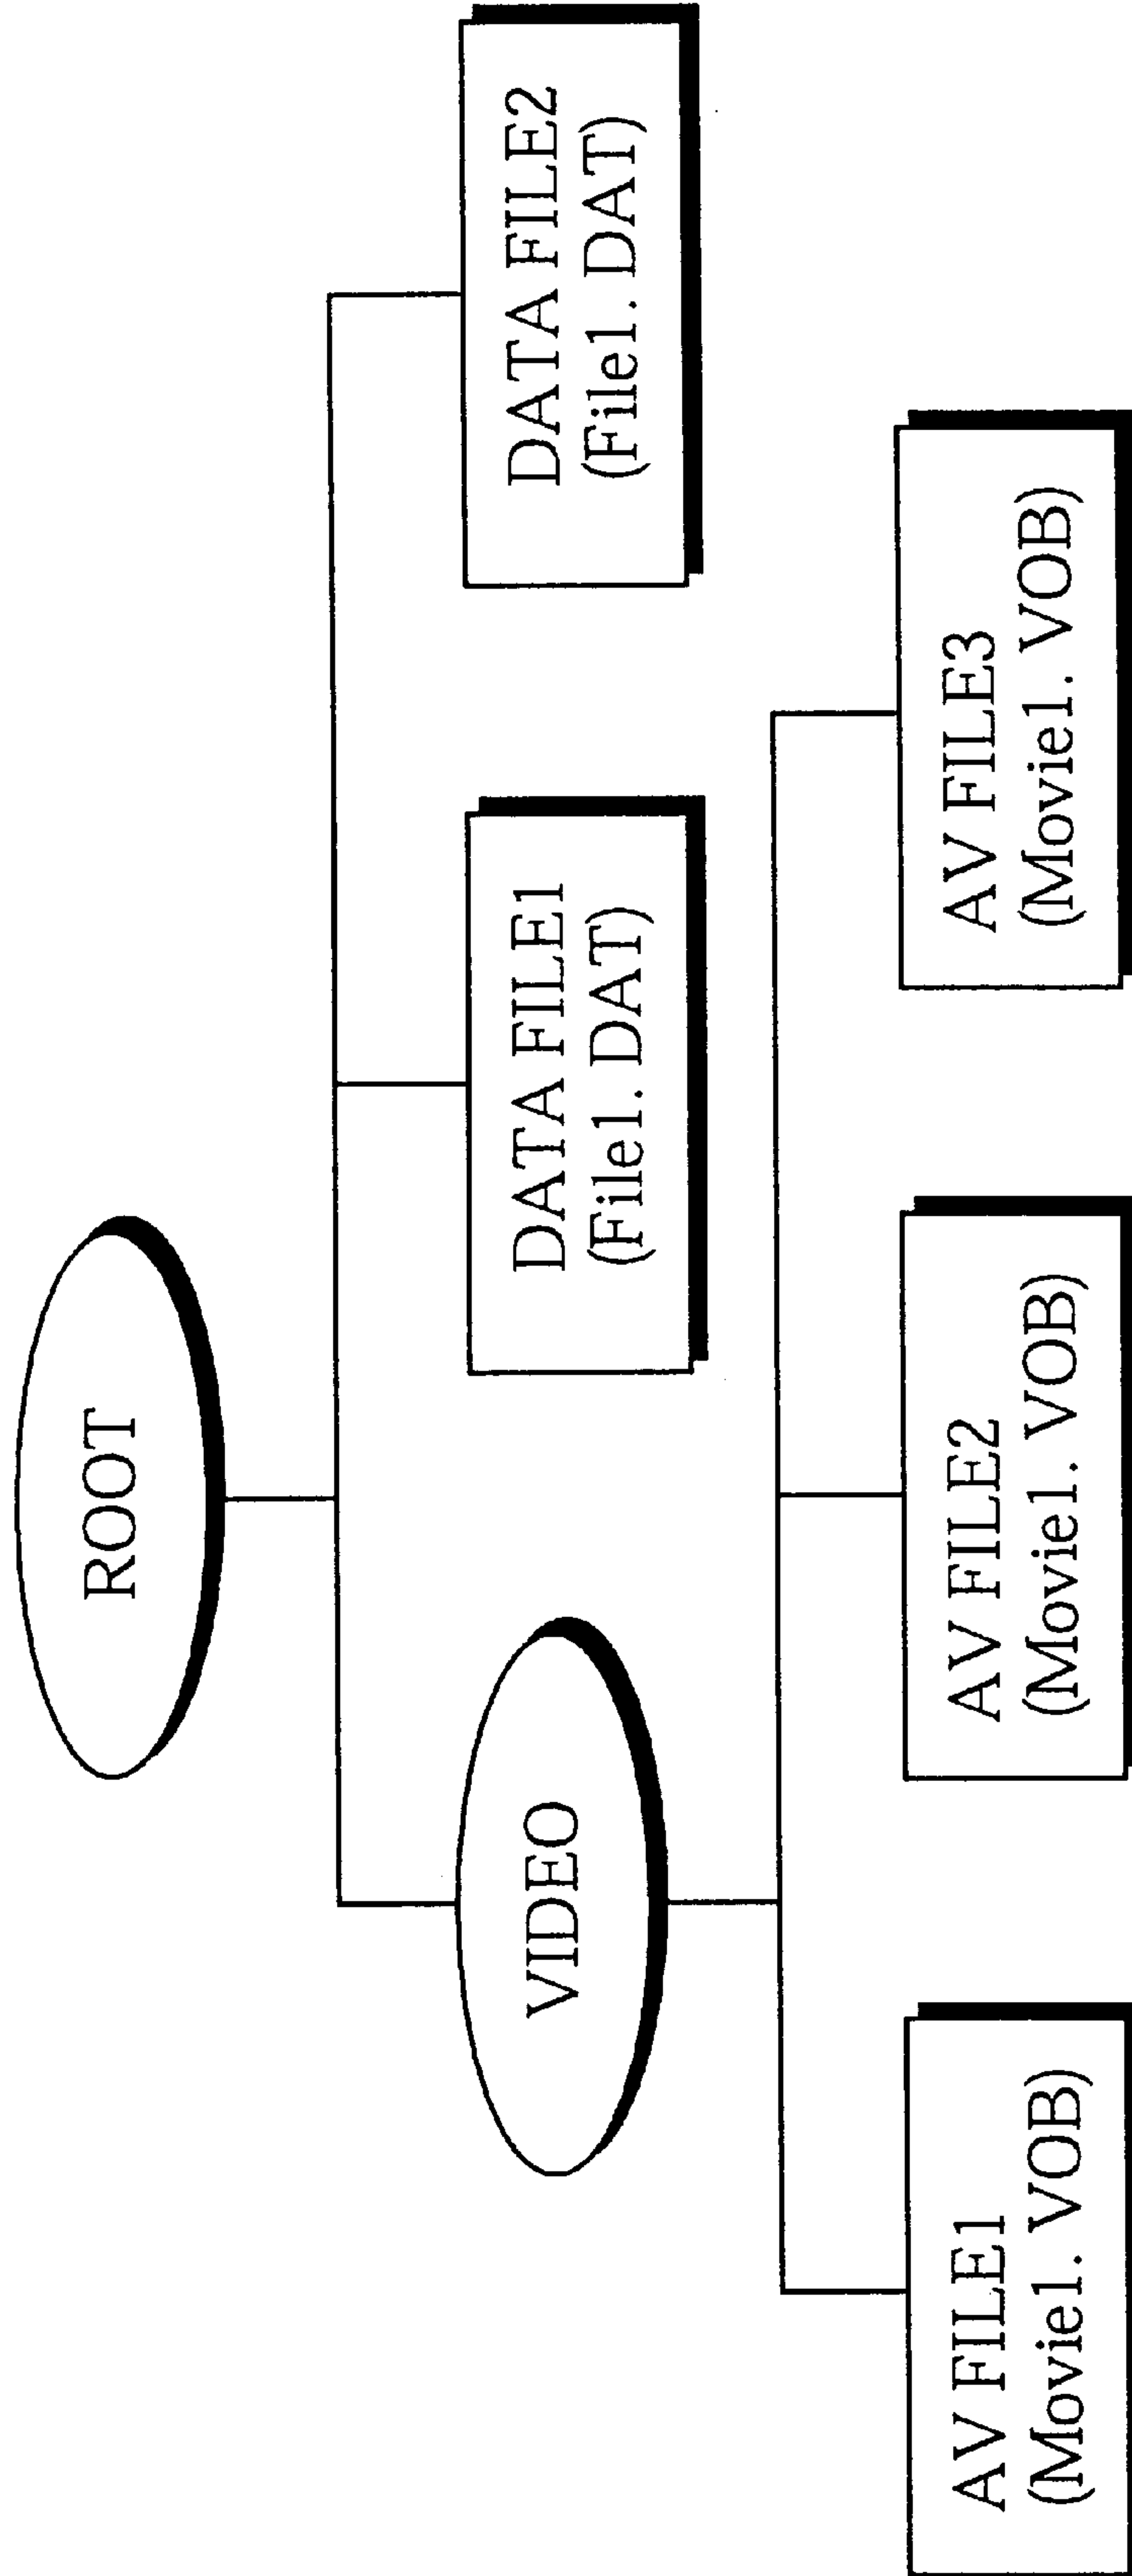 ROOT
VIDEO
DATA FILE1
(File1. DAT)
DATA FILE2
(File1. DAT)
AV FILE1
(Movie1. VOB)
AV FILE2
(Movie1. VOB)
AV FILE3
(Movie1. VOB)